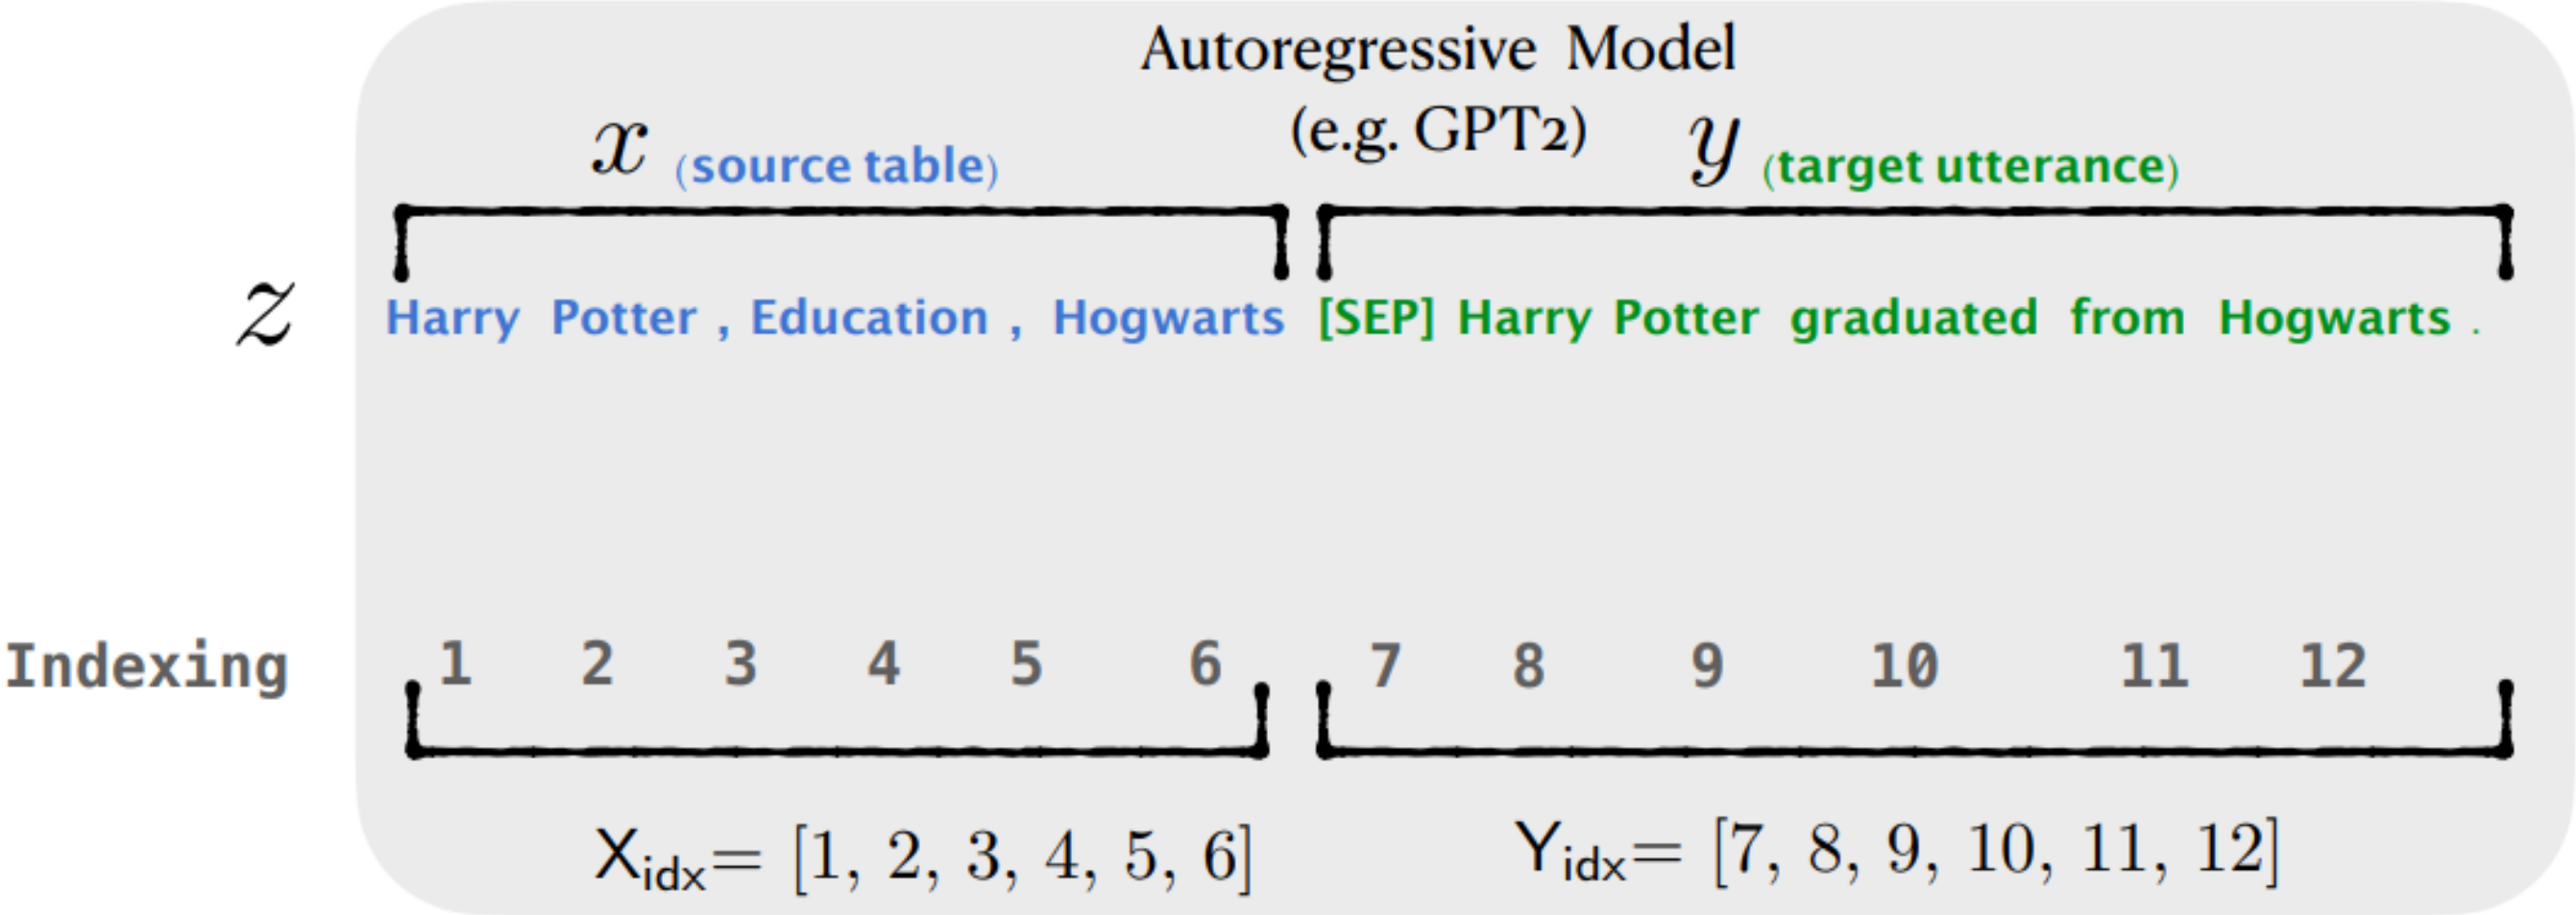 Autoregressive Model
(e.g. GPT2)
x (source table) y (target utterance)
z Harry Potter , Education , Hogwarts [SEP] Harry Potter graduated from Hogwarts .
Indexing 1 2 3 4 5 6 7 8 9 10 11 12
Xidx= [1, 2, 3, 4, 5, 6] Yidx= [7, 8, 9, 10, 11, 12]